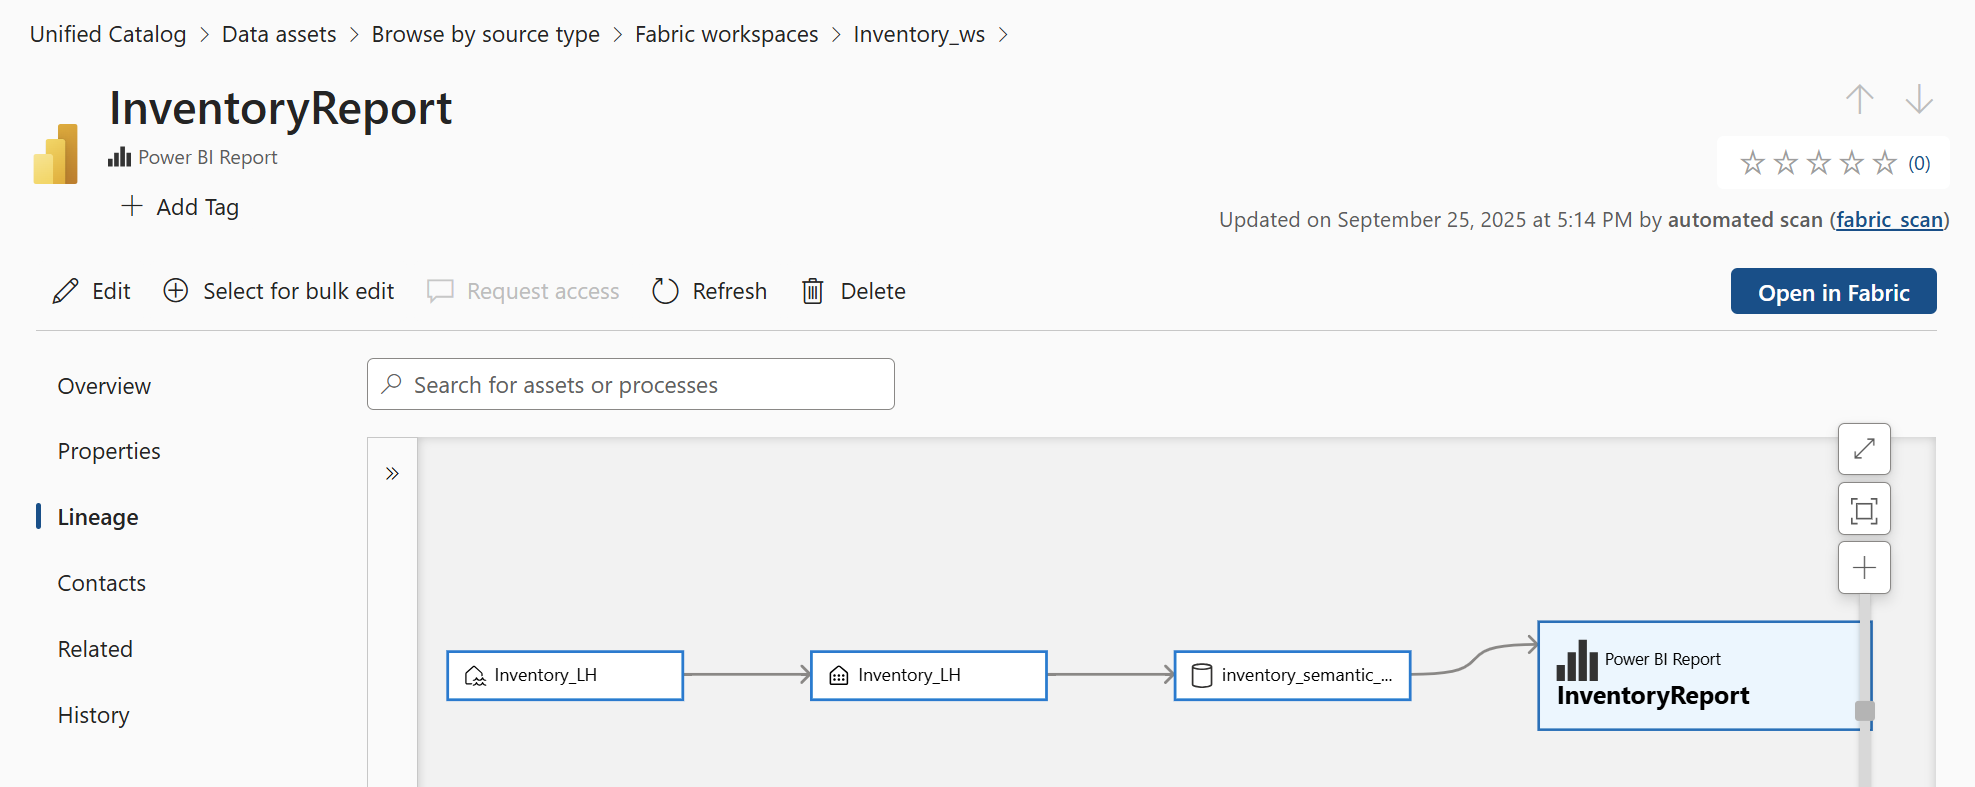 Unified Catalog > Data assets > Browse by source type > Fabric workspaces > Inventory_ws >
InventoryReport
Power BI Report
+ Add Tag
(0)
Updated on September 25, 2025 at 5:14 PM by automated scan (fabric_scan)
Edit Select for bulk edit Request access Refresh Delete Open in Fabric
Overview
Search for assets or processes
Properties
Lineage
Contacts
Related
History
Inventory_LH
Inventory_LH
inventory_semantic_...
Power BI Report
InventoryReport